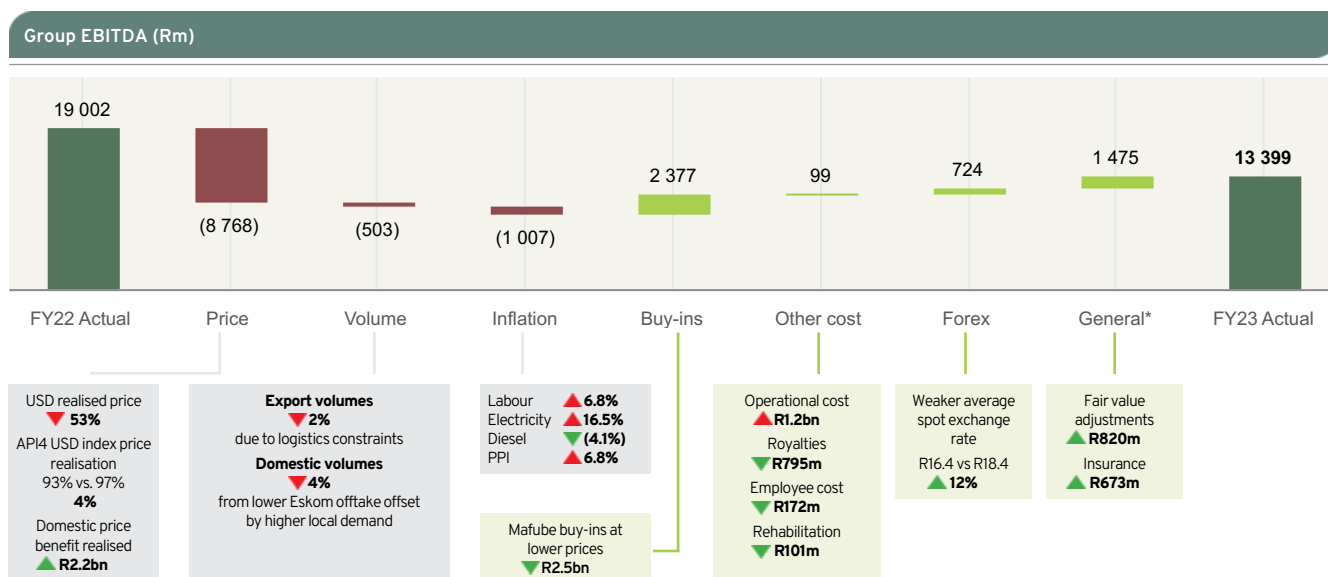 Group EBITDA (Rm)
19 002
(8 768)
(503)
(1 007)
2 377
99
724
1 475
13 399
FY22 Actual
Price
Volume
Inflation
Buy-ins
Other cost
Forex
General*
FY23 Actual
USD realised price
▼ 53%
API4 USD index price
realisation
93% vs. 97%
4%
Domestic price
benefit realised
▲ R2.2bn
Export volumes
▼ 2%
due to logistics constraints
Domestic volumes
▼ 4%
from lower Eskom offtake offset
by higher local demand
Labour ▲ 6.8%
Electricity ▲ 16.5%
Diesel ▼ (4.1%)
PPI ▲ 6.8%
Mafube buy-ins at
lower prices
▼ R2.5bn
Operational cost
▲ R1.2bn
Royalties
▼ R795m
Employee cost
▼ R172m
Rehabilitation
▼ R101m
Weaker average
spot exchange
rate
R16.4 vs R18.4
▲ 12%
Fair value
adjustments
▲ R820m
Insurance
▲ R673m